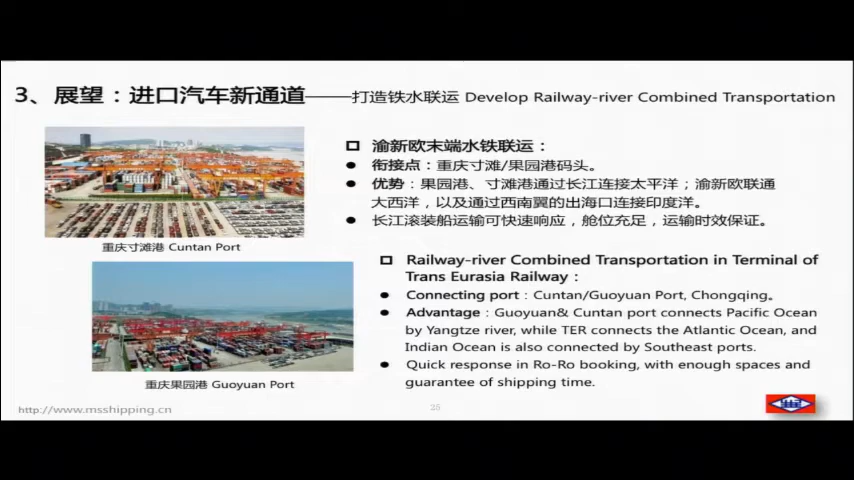 3、展望：进口汽车新通道——打造铁水联运 Develop Railway-river Combined Transportation
渝新欧末端水铁联运：
衔接点：重庆寸滩/果园港码头。
优势：果园港、寸滩港通过长江连接太平洋；渝新欧联通
大西洋，以及通过西南翼的出海口连接印度洋。
长江滚装船运输可快速响应，舱位充足，运输时效保证。
重庆寸滩港 Cuntan Port
Railway-river Combined Transportation in Terminal of
Trans Eurasia Railway：
Connecting port：Cuntan/Guoyuan Port, Chongqing。
Advantage：Guoyuan& Cuntan port connects Pacific Ocean
by Yangtze river, while TER connects the Atlantic Ocean, and
Indian Ocean is also connected by Southeast ports.
Quick response in Ro-Ro booking, with enough spaces and
guarantee of shipping time.
重庆果园港 Guoyuan Port
http://www.msshipping.cn
25